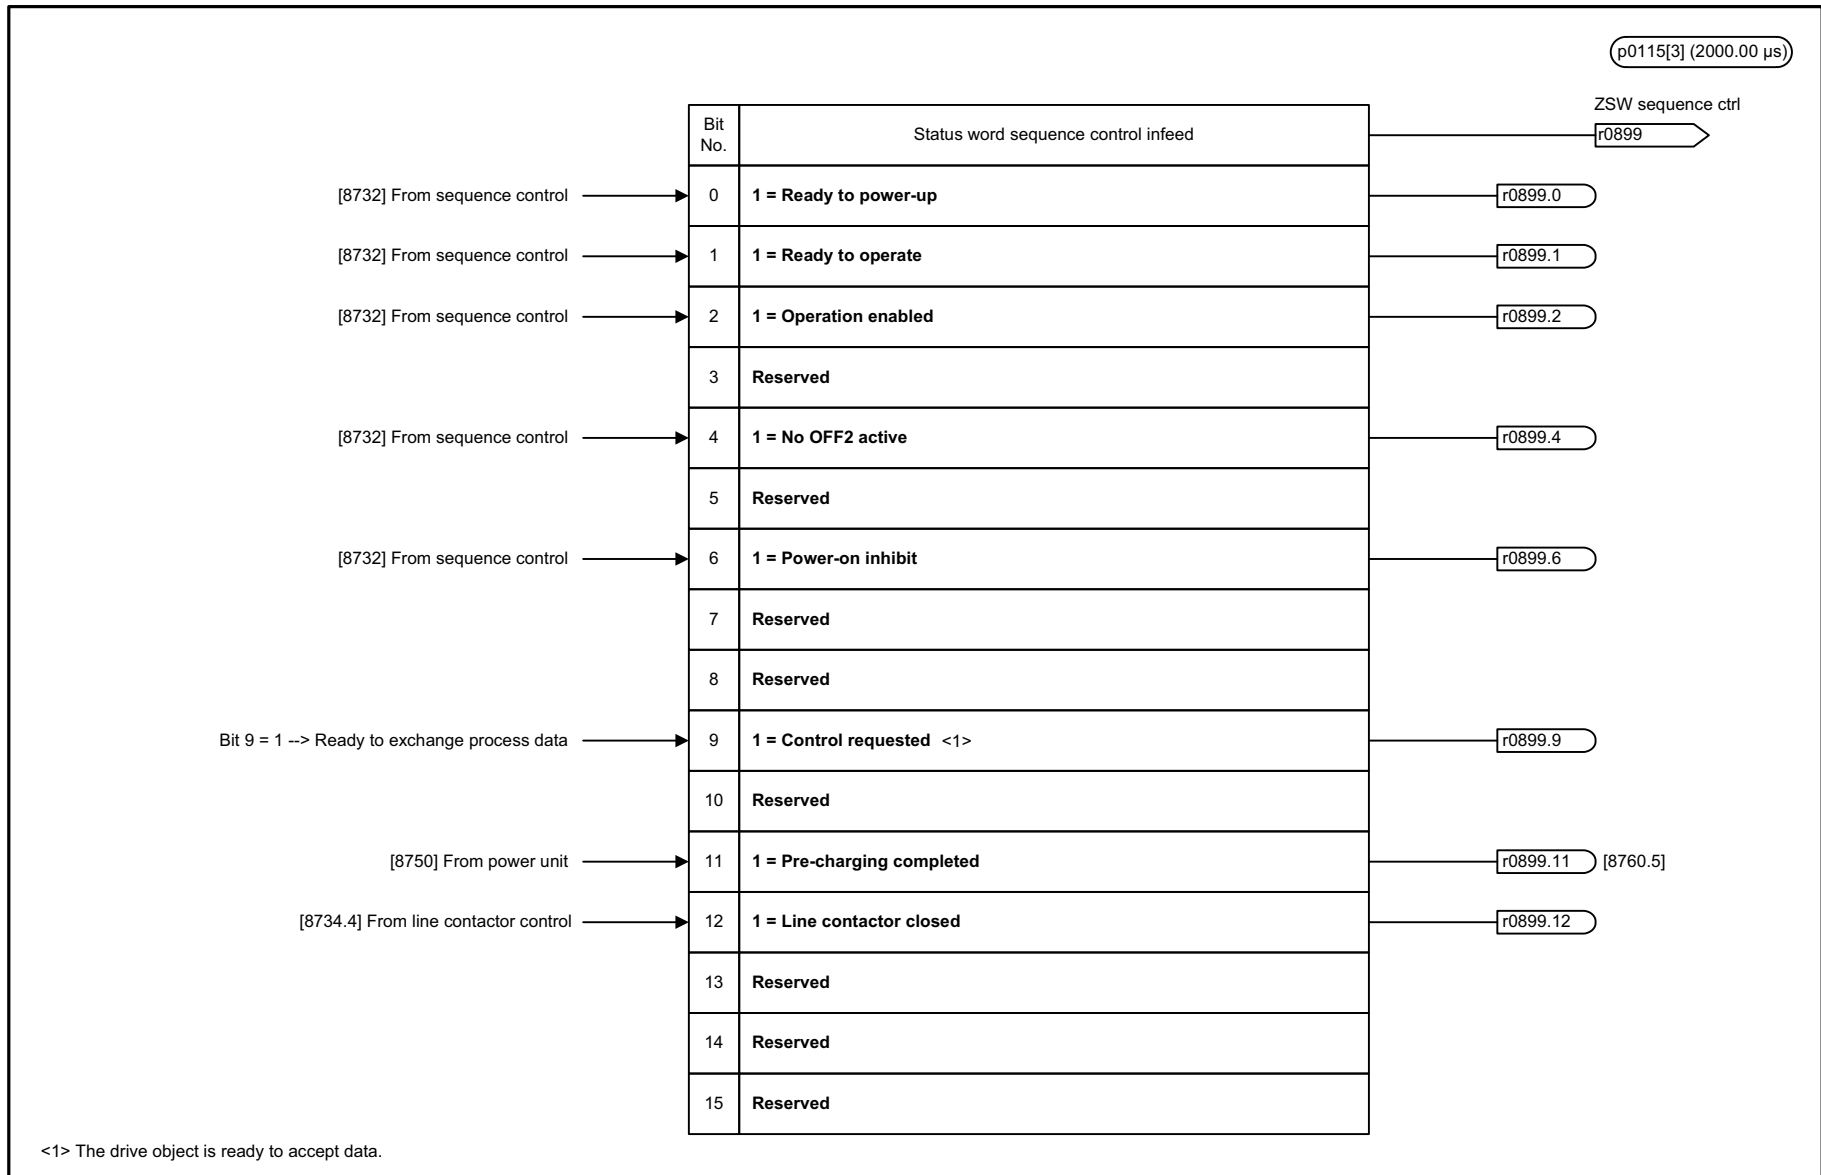 p0115[3] (2000.00 µs)
ZSW sequence ctrl
Bit No. Status word sequence control infeed r0899
[8732] From sequence control 0 1 = Ready to power-up r0899.0
[8732] From sequence control 1 1 = Ready to operate r0899.1
[8732] From sequence control 2 1 = Operation enabled r0899.2
3 Reserved
[8732] From sequence control 4 1 = No OFF2 active r0899.4
5 Reserved
[8732] From sequence control 6 1 = Power-on inhibit r0899.6
7 Reserved
8 Reserved
Bit 9 = 1 --> Ready to exchange process data 9 1 = Control requested <1> r0899.9
10 Reserved
[8750] From power unit 11 1 = Pre-charging completed r0899.11 [8760.5]
[8734.4] From line contactor control 12 1 = Line contactor closed r0899.12
13 Reserved
14 Reserved
15 Reserved
<1> The drive object is ready to accept data.